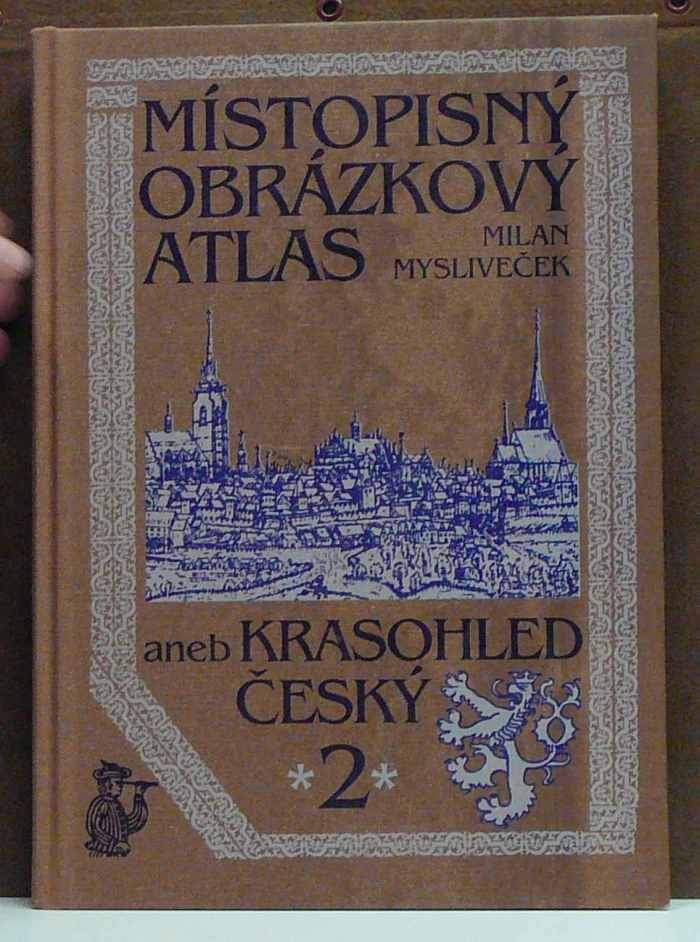 MÍSTOPISNÝ
OBRÁZKOVÝ
ATLAS
MILAN
MYSLIVEČEK
aneb KRASOHLED
ČESKÝ
*2*